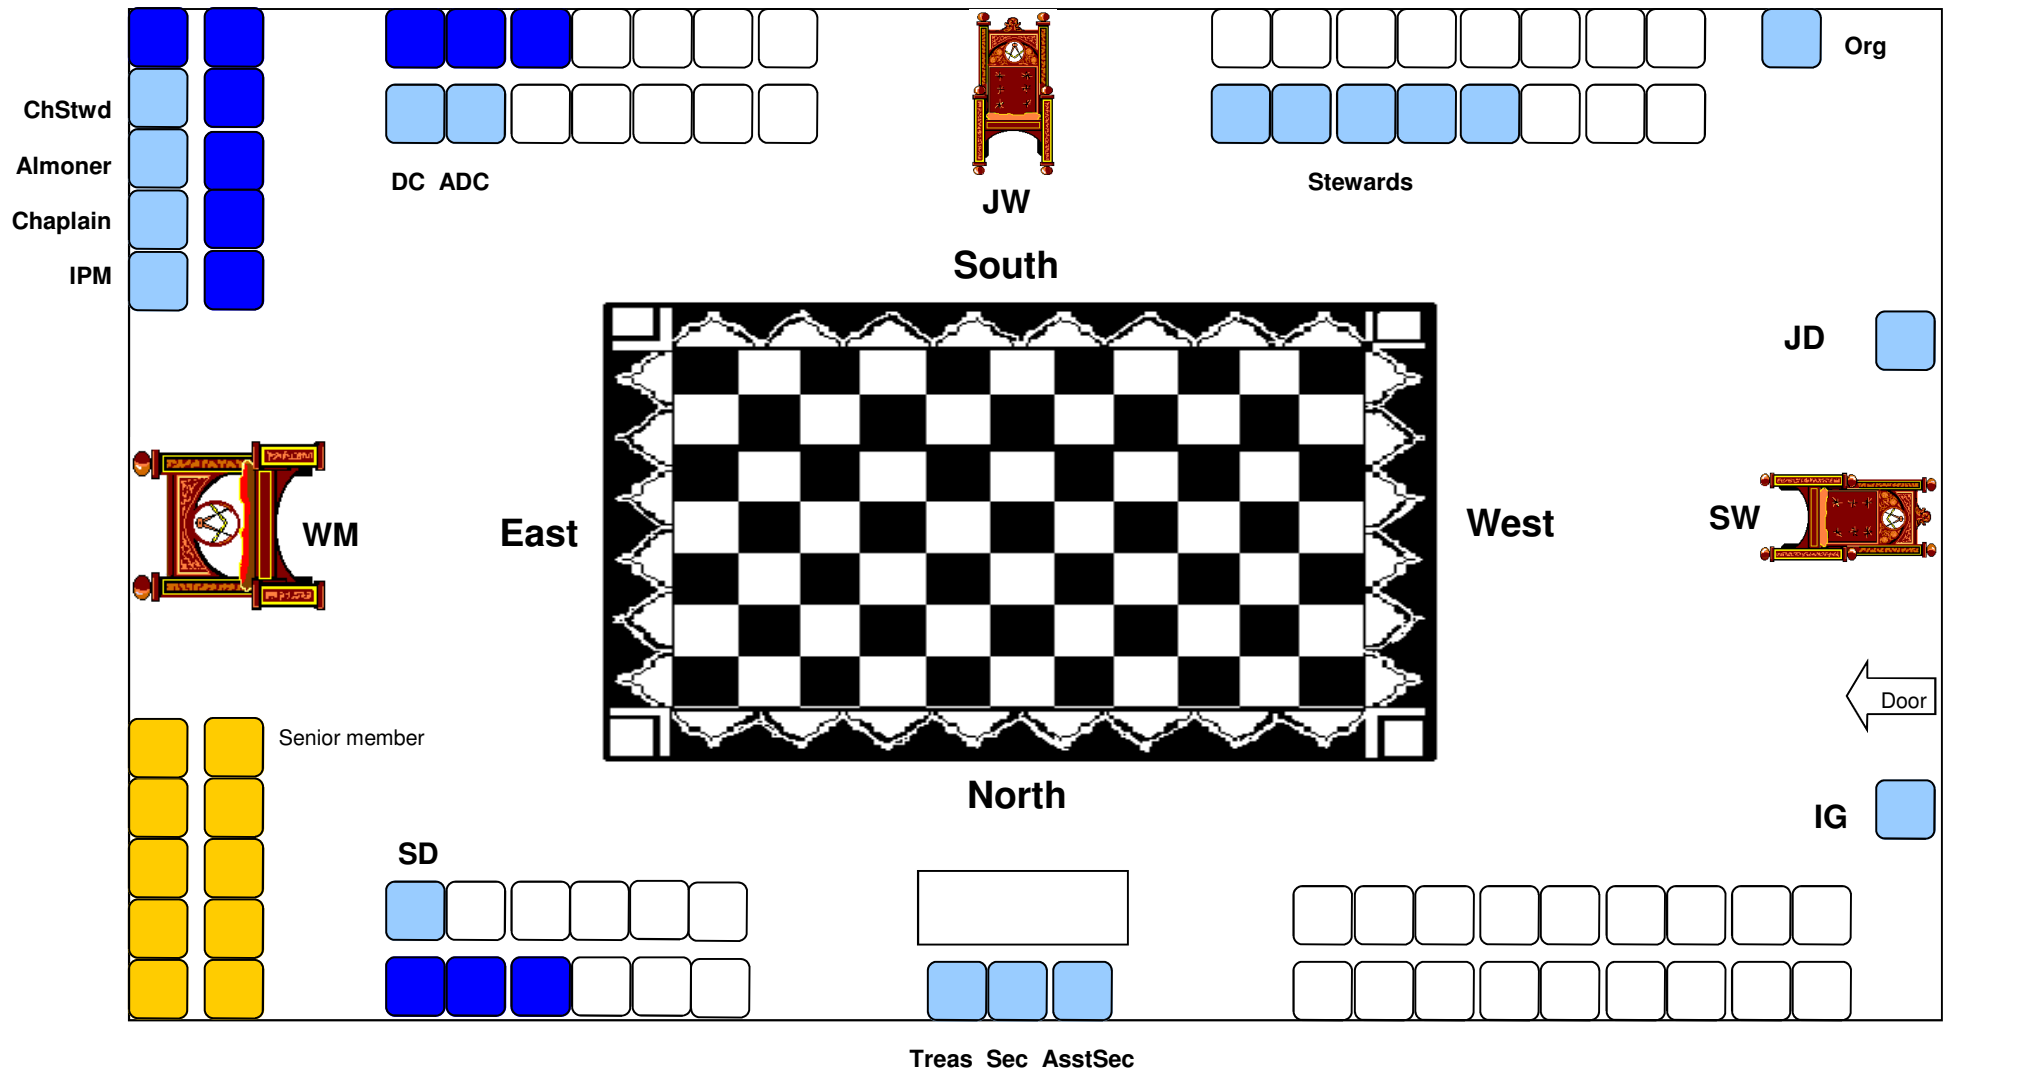 Org
ChStwd
Almoner
DC ADC
Stewards
JW
Chaplain
South
IPM
JD
WM
East
West
SW
Door
Senior member
North
IG
SD
Treas Sec AsstSec